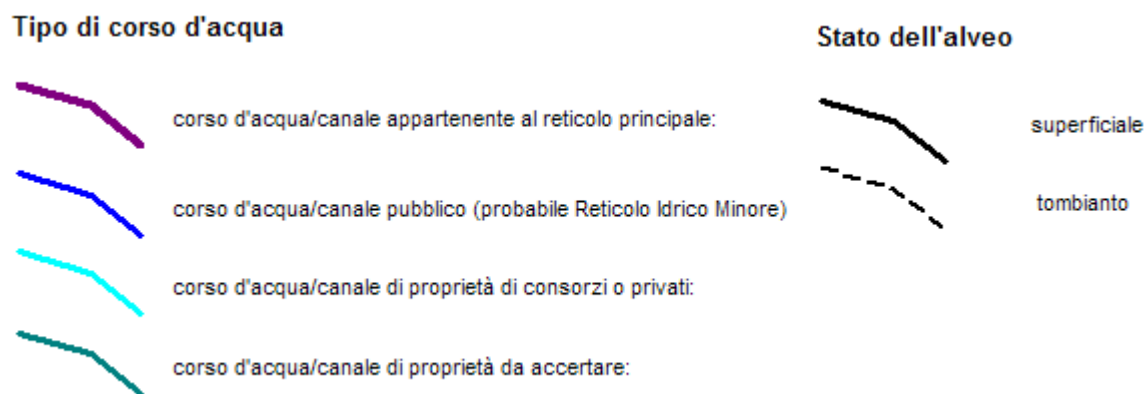 Tipo di corso d'acqua
corso d'acqua/canale appartenente al reticolo principale:
corso d'acqua/canale pubblico (probabile Reticolo Idrico Minore)
corso d'acqua/canale di proprietà di consorzi o privati:
corso d'acqua/canale di proprietà da accertare:
Stato dell'alveo
superficiale
tombianto